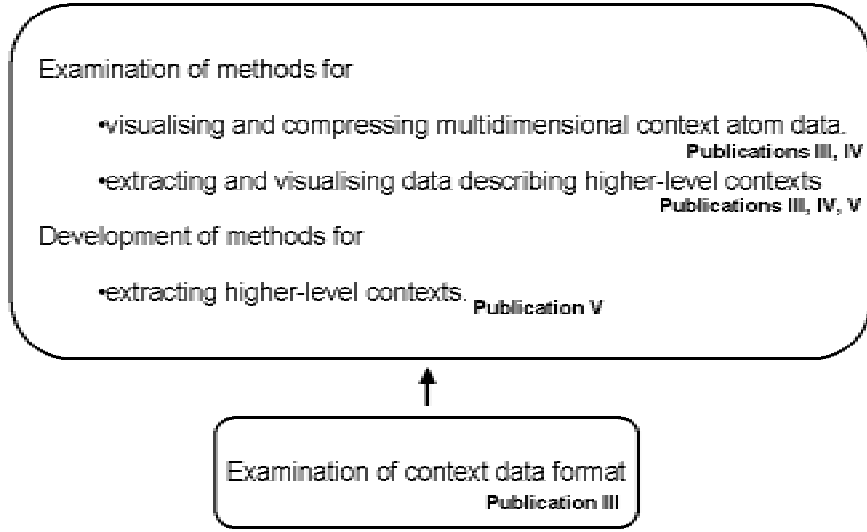 Examination of methods for
•visualising and compressing multidimensional context atom data.
Publications III, IV
•extracting and visualising data describing higher-level contexts
Publications III, IV, V
Development of methods for
•extracting higher-level contexts.
Publication V
Examination of context data format
Publication III